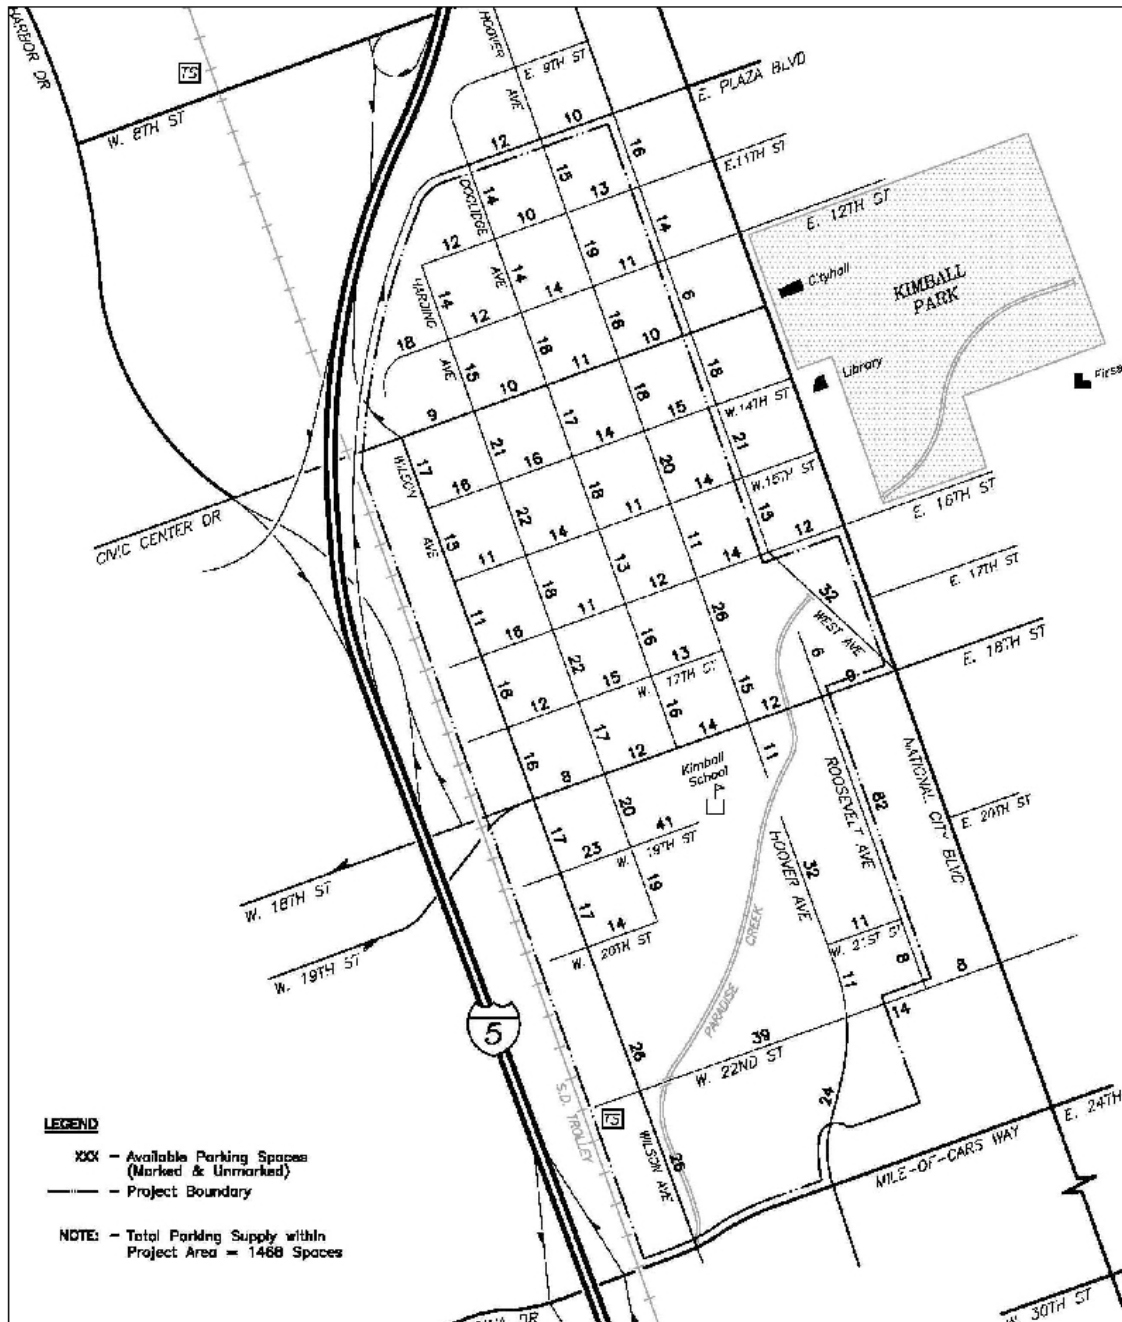 HARBOR DR
TS
W. 8TH ST
HOOVER
AVE
E. 9TH ST
E. PLAZA BLVD
10
12
16
E.11TH ST
15
13
14
COOLIDGE
AVE
10
12
14
E. 12TH ST
19
11
14
14
HARDING
AVE
14
12
18
6
16
10
11
18
15
10
9
Cityhall
KIMBALL
PARK
Library
18
W.14TH ST
18
15
17
14
21
16
17
WILSON
AVE
16
21
W.15TH ST
20
14
18
11
22
14
15
11
15
12
E. 16TH ST
11
14
13
12
18
11
11
16
E. 17TH ST
32
WEST AVE
26
6
9
E. 18TH ST
16
13
W. 17TH ST
22
15
18
12
15
12
16
14
17
12
16
8
11
Kimball
School
20
41
W. 19TH ST
17
23
19
17
14
W. 20TH ST
NATIONAL CITY BLVD
ROOSEVELT AVE
82
E. 20TH ST
HOOVER AVE
32
11
W. 21ST ST
8
8
11
14
CIVIC CENTER DR
W. 18TH ST
W. 19TH ST
5
PARADISE
CREEK
26
39
W. 22ND ST
24
S.D. TROLLEY
TS
WILSON AVE
26
MILE-OF-CARS WAY
E. 24TH
W. 30TH ST
DR
LEGEND
XXX - Available Parking Spaces
(Marked & Unmarked)
- Project Boundary
NOTE: - Total Parking Supply within
Project Area = 1468 Spaces